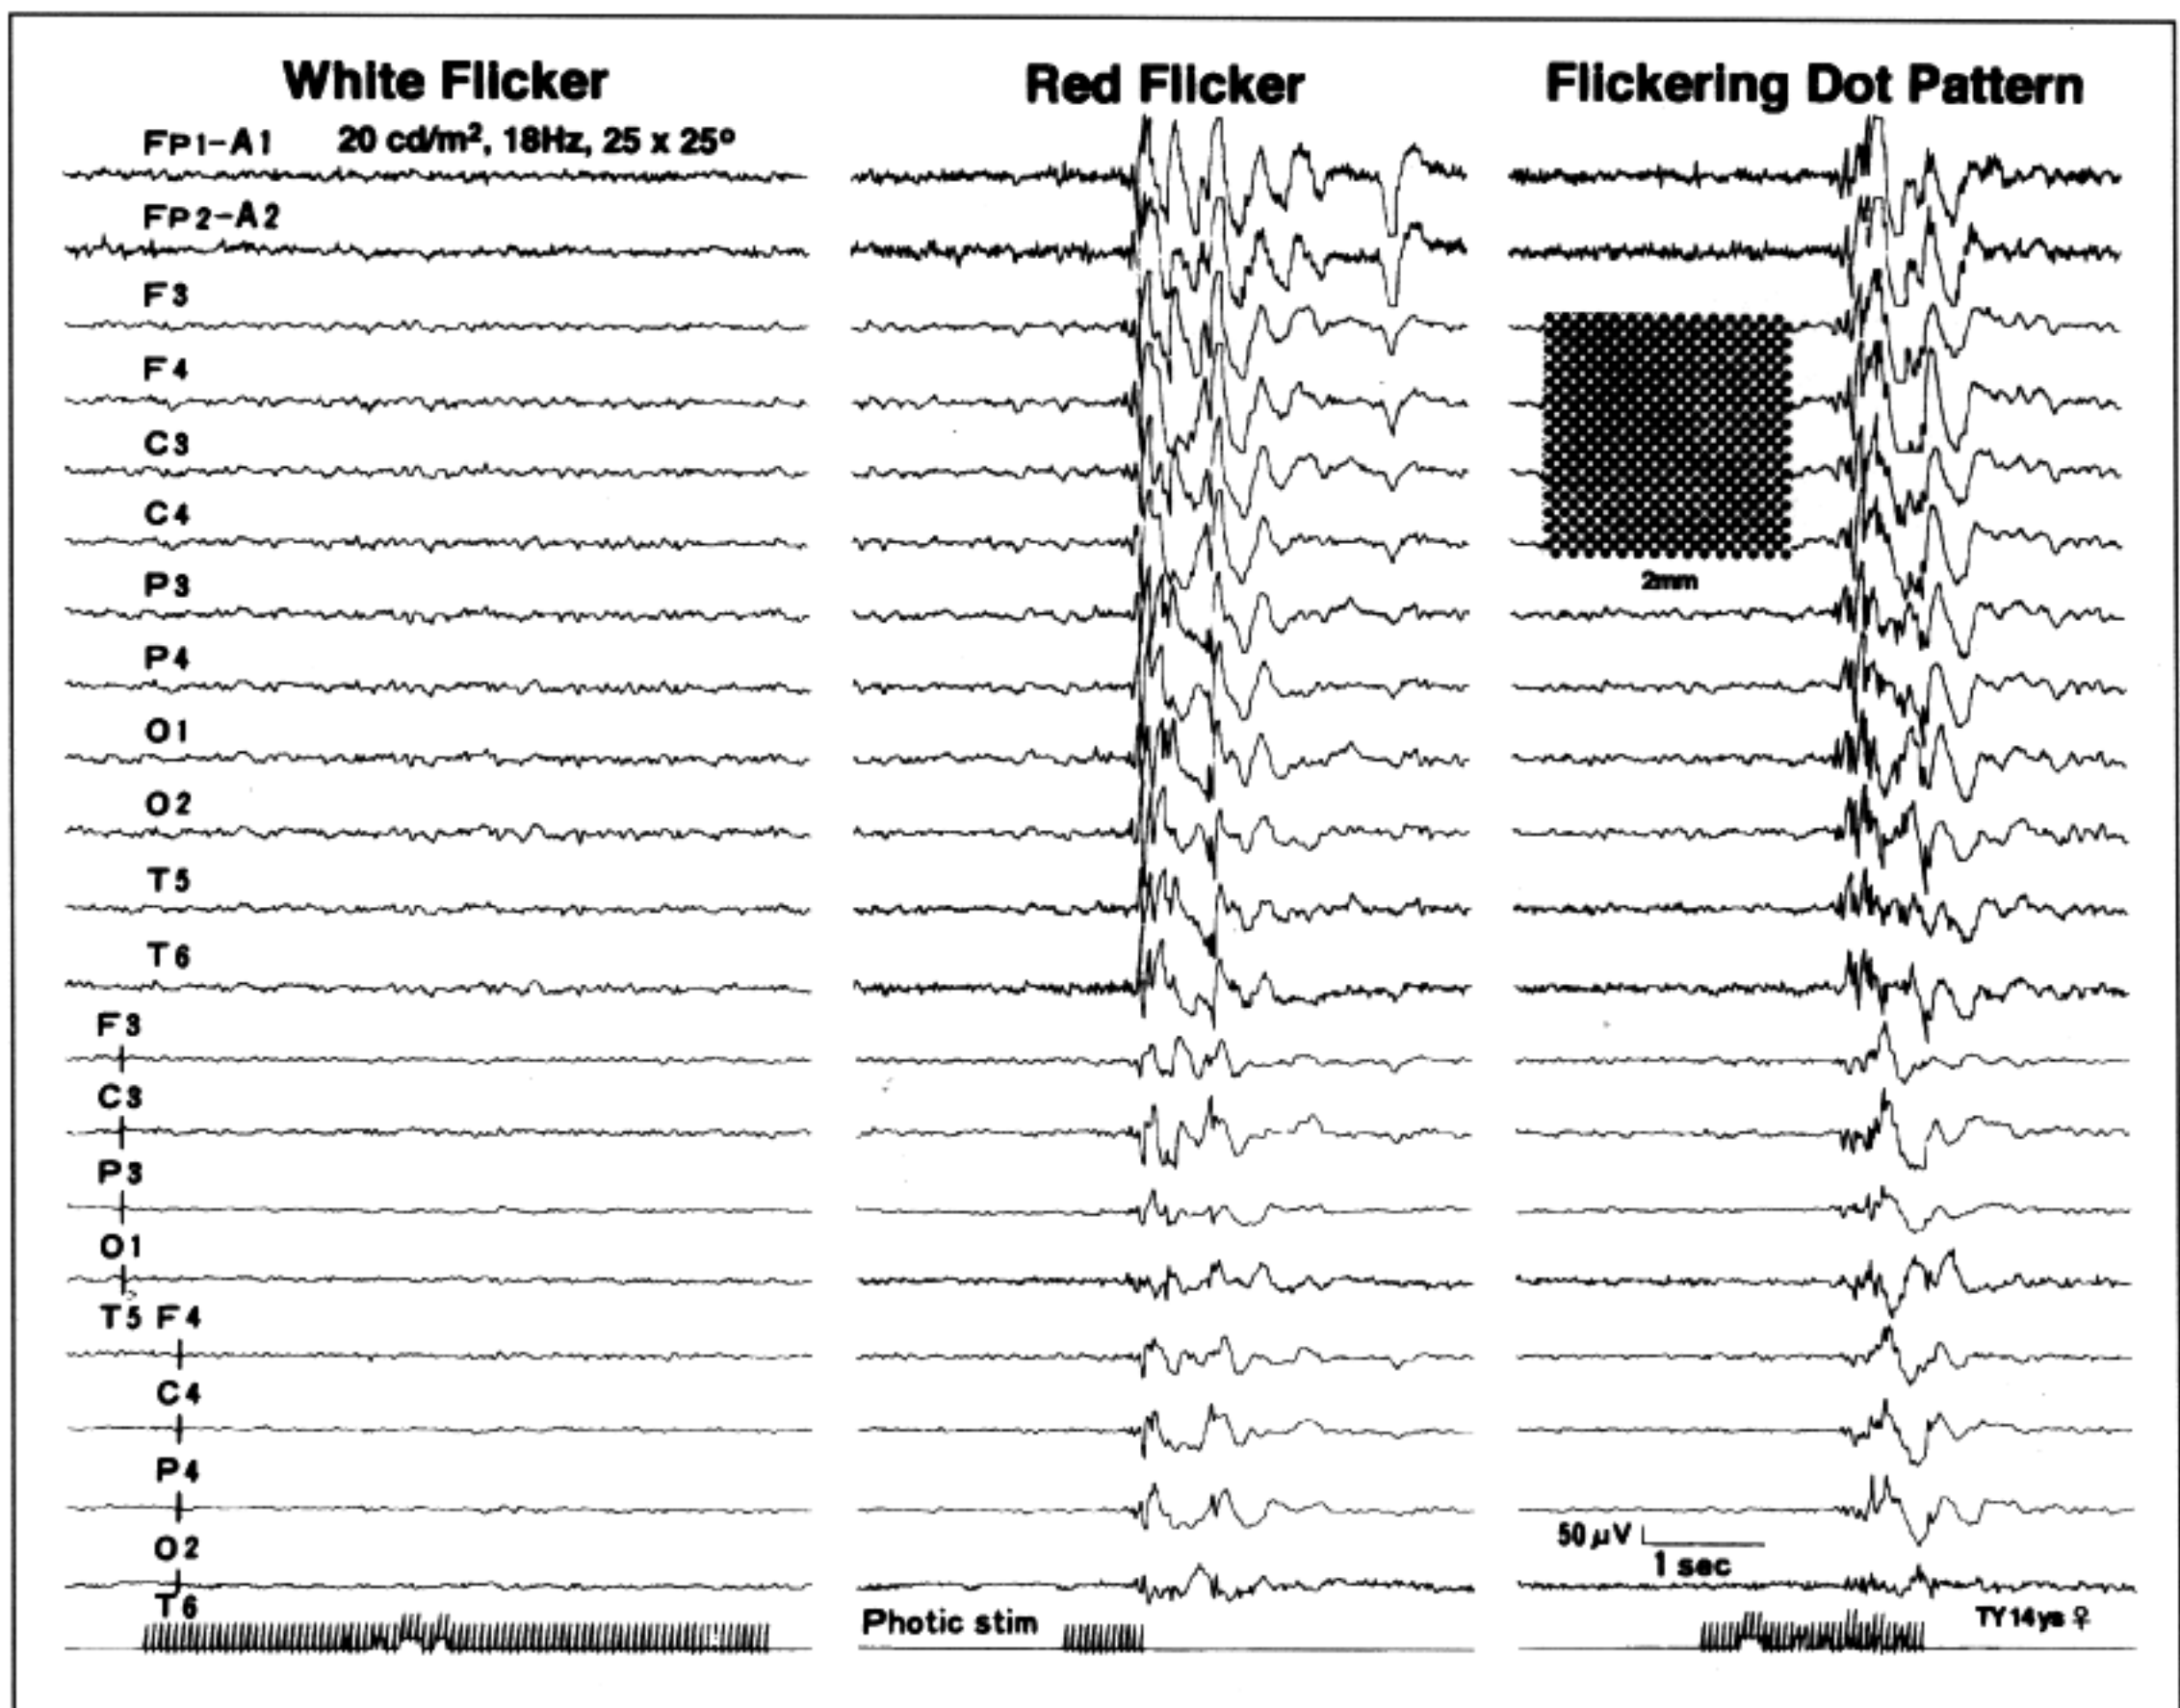 White Flicker
Red Flicker
Flickering Dot Pattern
FP1-A1 20 cd/m², 18Hz, 25 x 25°
FP2-A2
F3
F4
C3
C4
2mm
P3
P4
O1
O2
T5
T6
F3
C3
P3
O1
T5 F4
C4
P4
50 µV
O2
1 sec
T6
Photic stim
TY 14ys ♀